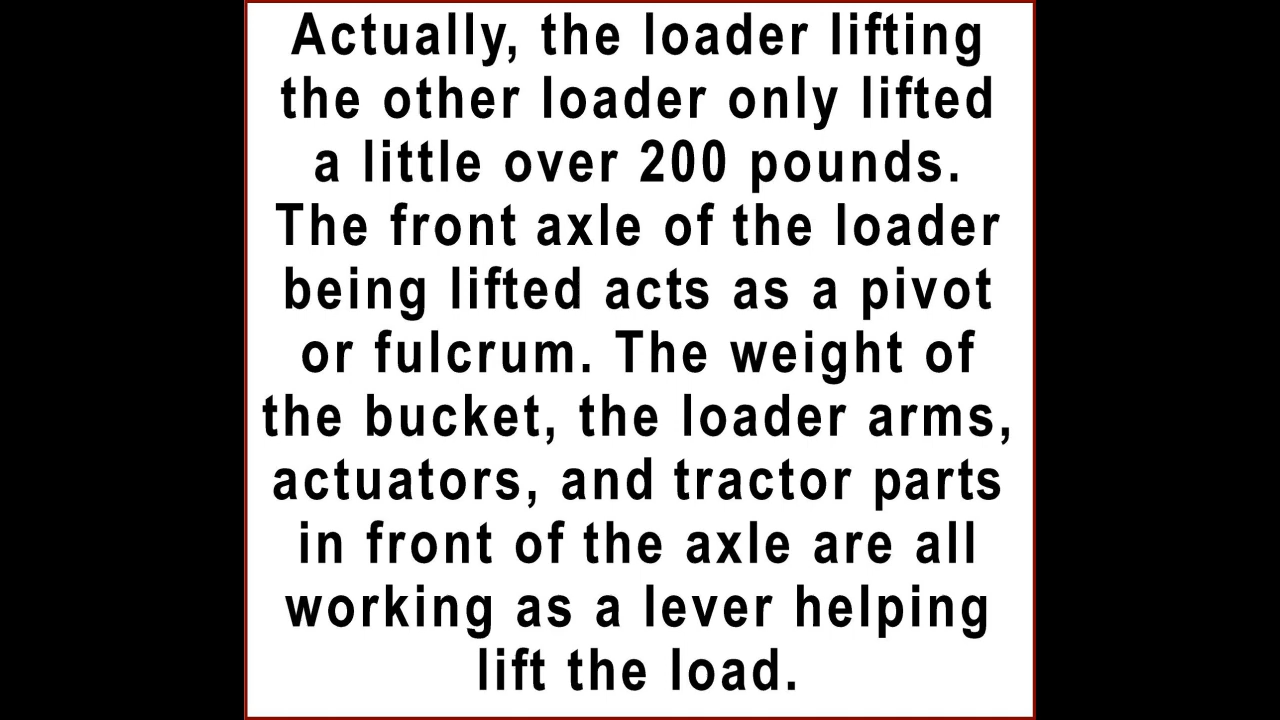 Actually, the loader lifting
the other loader only lifted
a little over 200 pounds.
The front axle of the loader
being lifted acts as a pivot
or fulcrum. The weight of
the bucket, the loader arms,
actuators, and tractor parts
in front of the axle are all
working as a lever helping
lift the load.